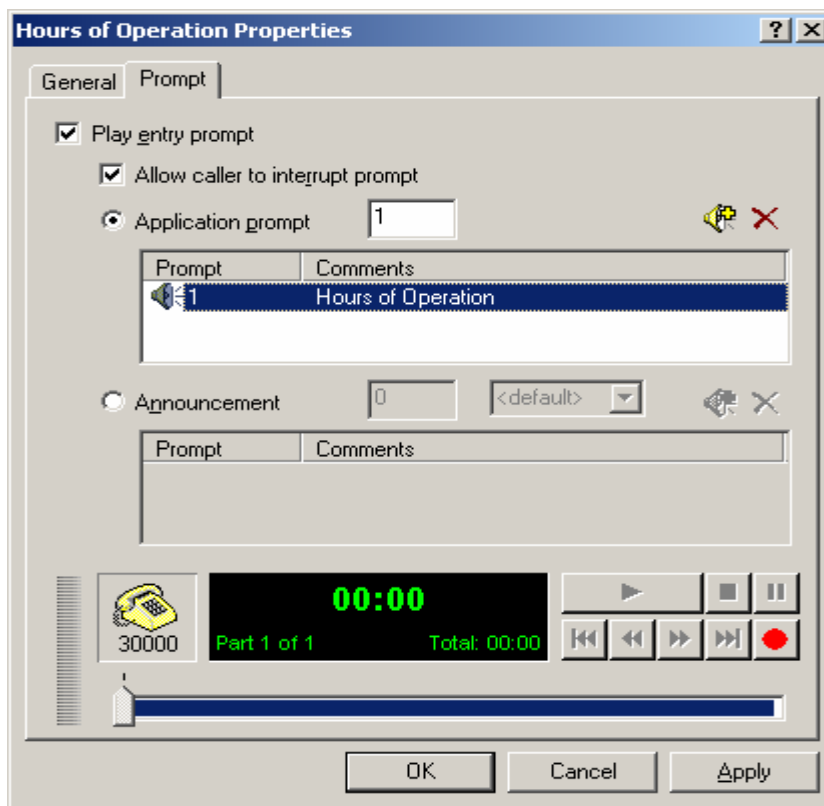 Hours of Operation Properties
General Prompt
Play entry prompt
Allow caller to interrupt prompt
Application prompt 1
Prompt Comments
1 Hours of Operation
Announcement 0 <default>
Prompt Comments
00:00
30000 Part 1 of 1 Total: 00:00
OK Cancel Apply